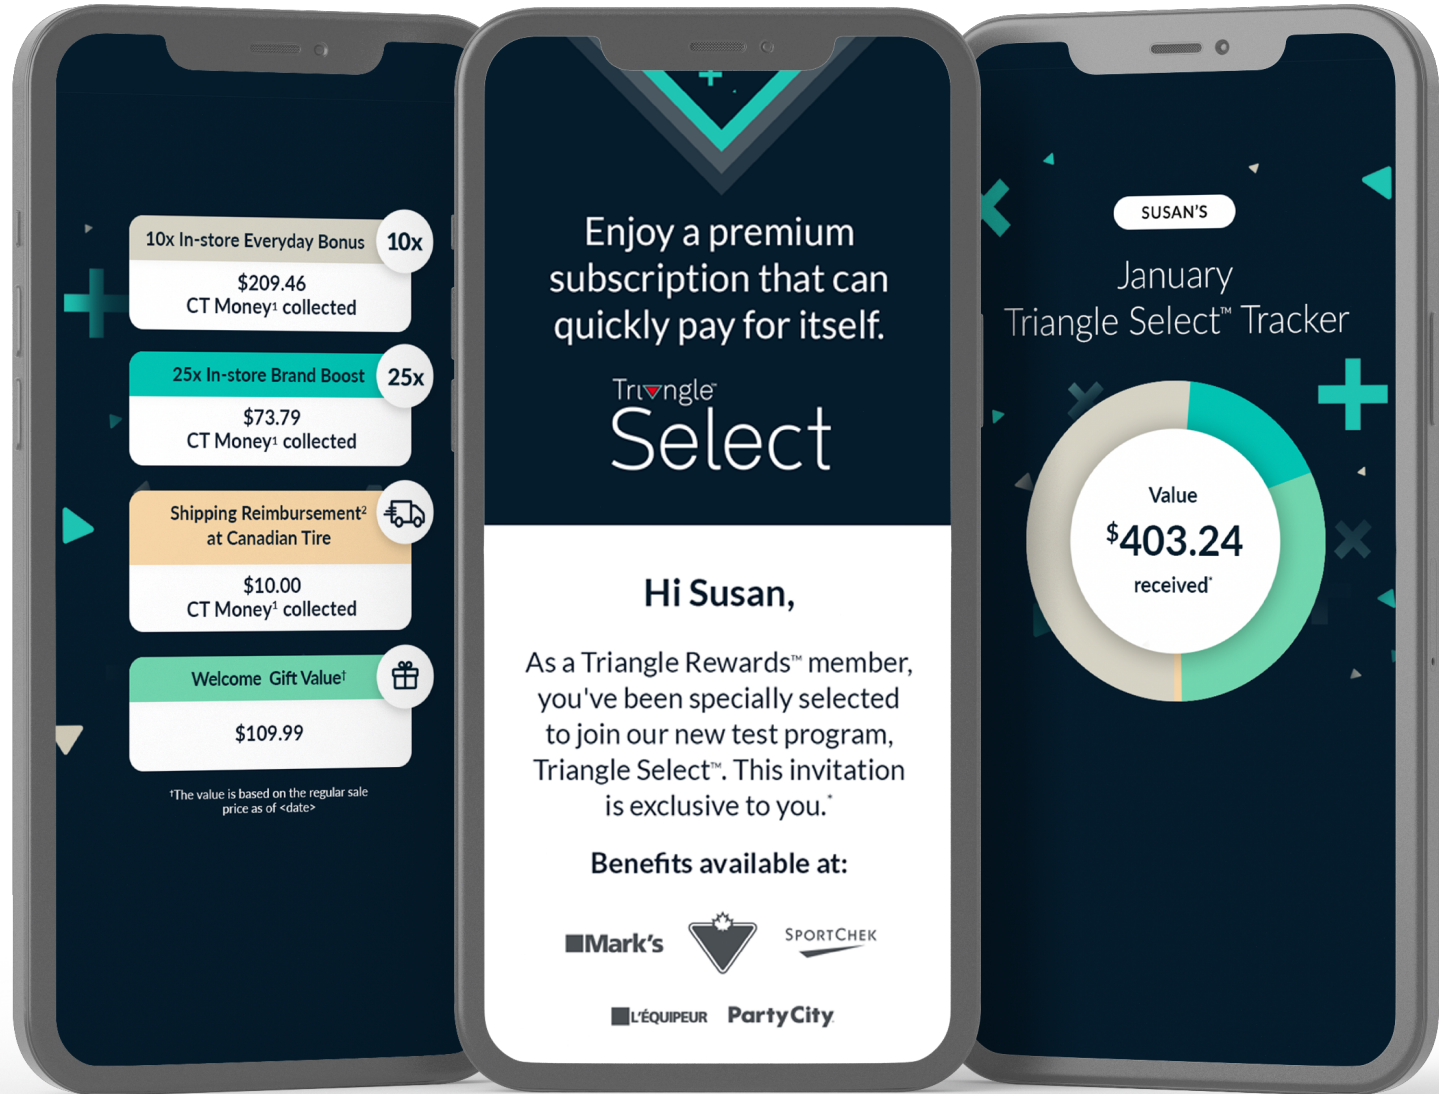 10x In-store Everyday Bonus
10x
$209.46
CT Money¹ collected
25x In-store Brand Boost
25x
$73.79
CT Money¹ collected
Shipping Reimbursement²
at Canadian Tire
$10.00
CT Money¹ collected
Welcome Gift Value†
$109.99
†The value is based on the regular sale
price as of <date>
Enjoy a premium
subscription that can
quickly pay for itself.
Triangle™
Select
Hi Susan,
As a Triangle Rewards™ member,
you've been specially selected
to join our new test program,
Triangle Select™. This invitation
is exclusive to you.*
Benefits available at:
Mark's
SPORTCHEK
L'ÉQUIPEUR
PartyCity
SUSAN'S
January
Triangle Select™ Tracker
Value
$403.24
received*